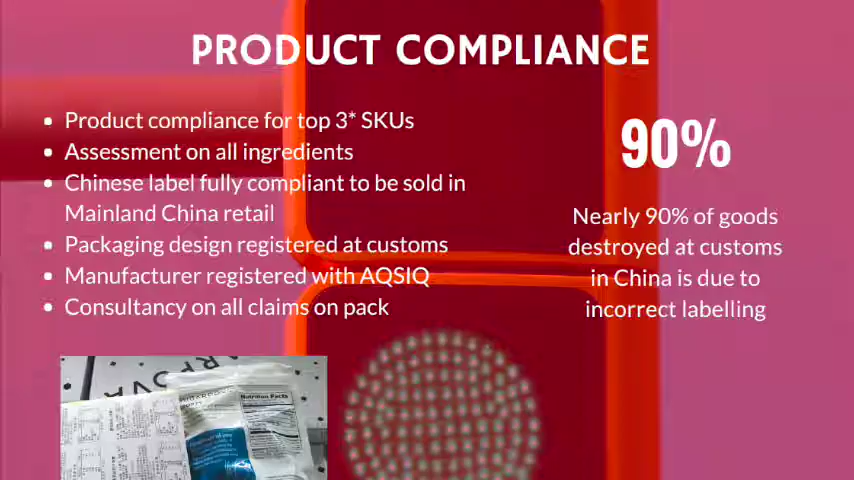 PRODUCT COMPLIANCE
• Product compliance for top 3* SKUs
• Assessment on all ingredients
• Chinese label fully compliant to be sold in
Mainland China retail
• Packaging design registered at customs
• Manufacturer registered with AQSIQ
• Consultancy on all claims on pack
90%
Nearly 90% of goods
destroyed at customs
in China is due to
incorrect labelling
Nutrition Facts